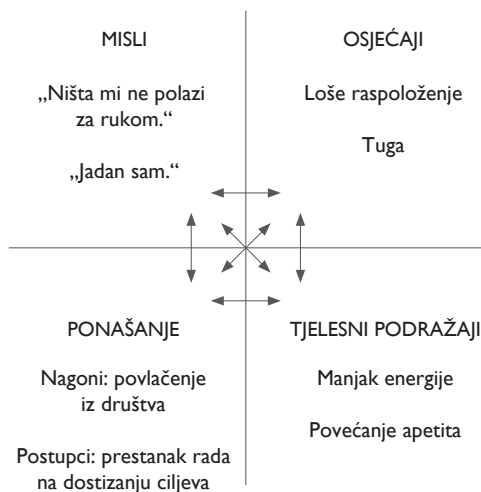 MISLI
„Ništa mi ne polazi
za rukom.“
„Jadan sam.“
OSJEĆAJI
Loše raspoloženje
Tuga
PONAŠANJE
Nagoni: povlačenje
iz društva
Postupci: prestanak rada
na dostizanju ciljeva
TJELESNI PODRAŽAJI
Manjak energije
Povećanje apetita